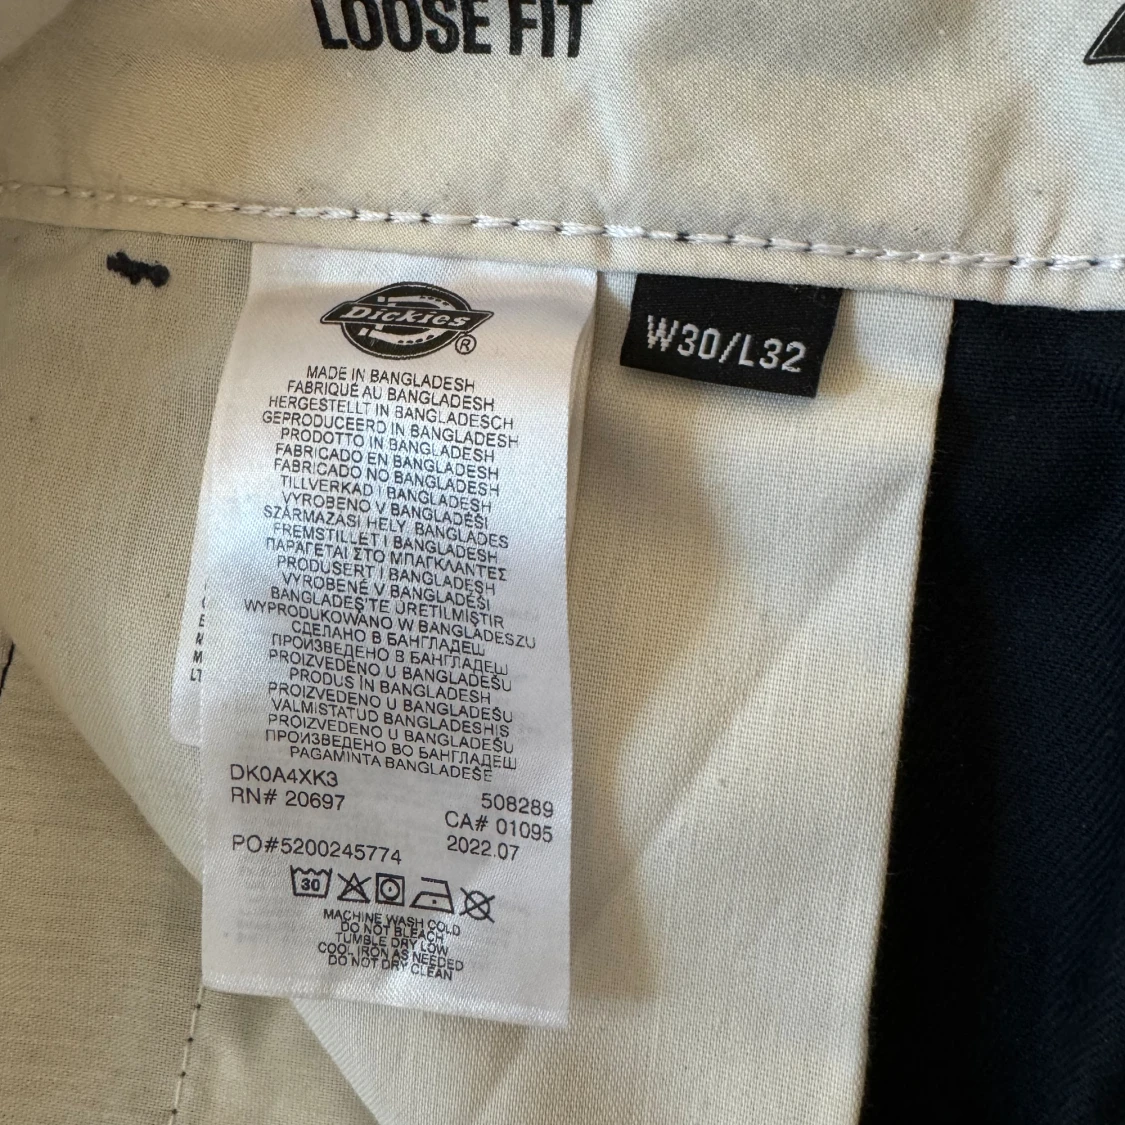 LOOSE FIT
Dickies
®
W30/L32
MADE IN BANGLADESH
FABRIQUÉ AU BANGLADESH
HERGESTELLT IN BANGLADESCH
GEPRODUCEERD IN BANGLADESH
PRODOTTO IN BANGLADESH
FABRICADO EN BANGLADESH
FABRICADO NO BANGLADESH
TILLVERKAD I BANGLADESH
VYROBENO V BANGLADÉŠI
SZÁRMAZÁSI HELY BANGLADES
FREMSTILLET I BANGLADESH
ΠΑΡΑΓΕΤΑΙ ΣΤΟ ΜΠΑΓΚΛΑΝΤΕΣ
PRODUSERT I BANGLADESH
VYROBENÉ V BANGLADÉŠI
BANGLADEŞ'TE ÜRETİLMİŞTİR
WYPRODUKOWANO W BANGLADESZU
СДЕЛАНО В БАНГЛАДЕШ
ПРОИЗВЕДЕНО В БАНГЛАДЕШ
PROIZVEDENO U BANGLADEŠU
PRODUS ÎN BANGLADESH
PROIZVEDENO U BANGLADEŠU
VALMISTATUD BANGLADESHIS
PROIZVEDENO U BANGLADEŠU
ПРОИЗВЕДЕНО ВО БАНГЛАДЕШ
PAGAMINTA BANGLADEŠE
DK0A4XK3
RN# 20697 508289
CA# 01095
PO#5200245774 2022.07
30
MACHINE WASH COLD
DO NOT BLEACH
TUMBLE DRY LOW
COOL IRON AS NEEDED
DO NOT DRY CLEAN